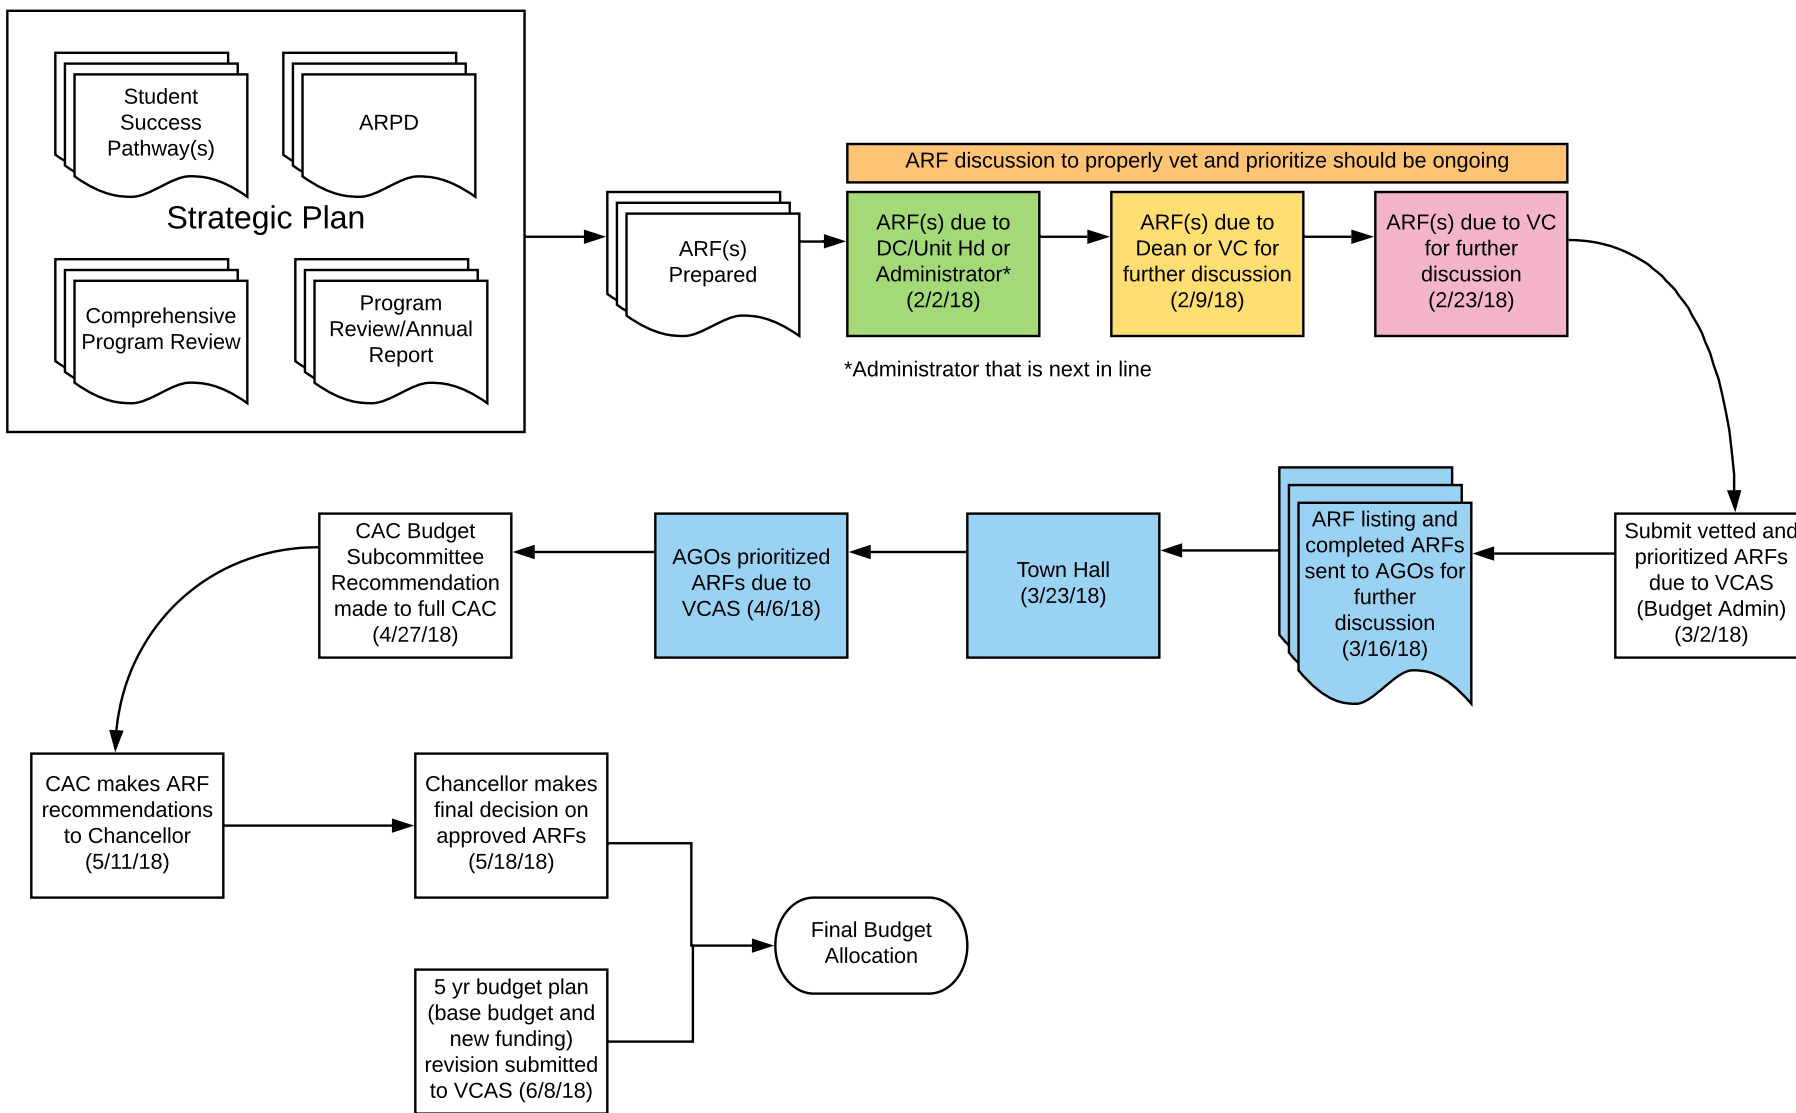 Student
Success
Pathway(s)
ARPD
Strategic Plan
Comprehensive
Program Review
Program
Review/Annual
Report
ARF(s)
Prepared
ARF discussion to properly vet and prioritize should be ongoing
ARF(s) due to
DC/Unit Hd or
Administrator*
(2/2/18)
ARF(s) due to
Dean or VC for
further discussion
(2/9/18)
ARF(s) due to VC
for further
discussion
(2/23/18)
*Administrator that is next in line
Submit vetted and
prioritized ARFs
due to VCAS
(Budget Admin)
(3/2/18)
ARF listing and
completed ARFs
sent to AGOs for
further
discussion
(3/16/18)
Town Hall
(3/23/18)
AGOs prioritized
ARFs due to
VCAS (4/6/18)
CAC Budget
Subcommittee
Recommendation
made to full CAC
(4/27/18)
CAC makes ARF
recommendations
to Chancellor
(5/11/18)
Chancellor makes
final decision on
approved ARFs
(5/18/18)
5 yr budget plan
(base budget and
new funding)
revision submitted
to VCAS (6/8/18)
Final Budget
Allocation